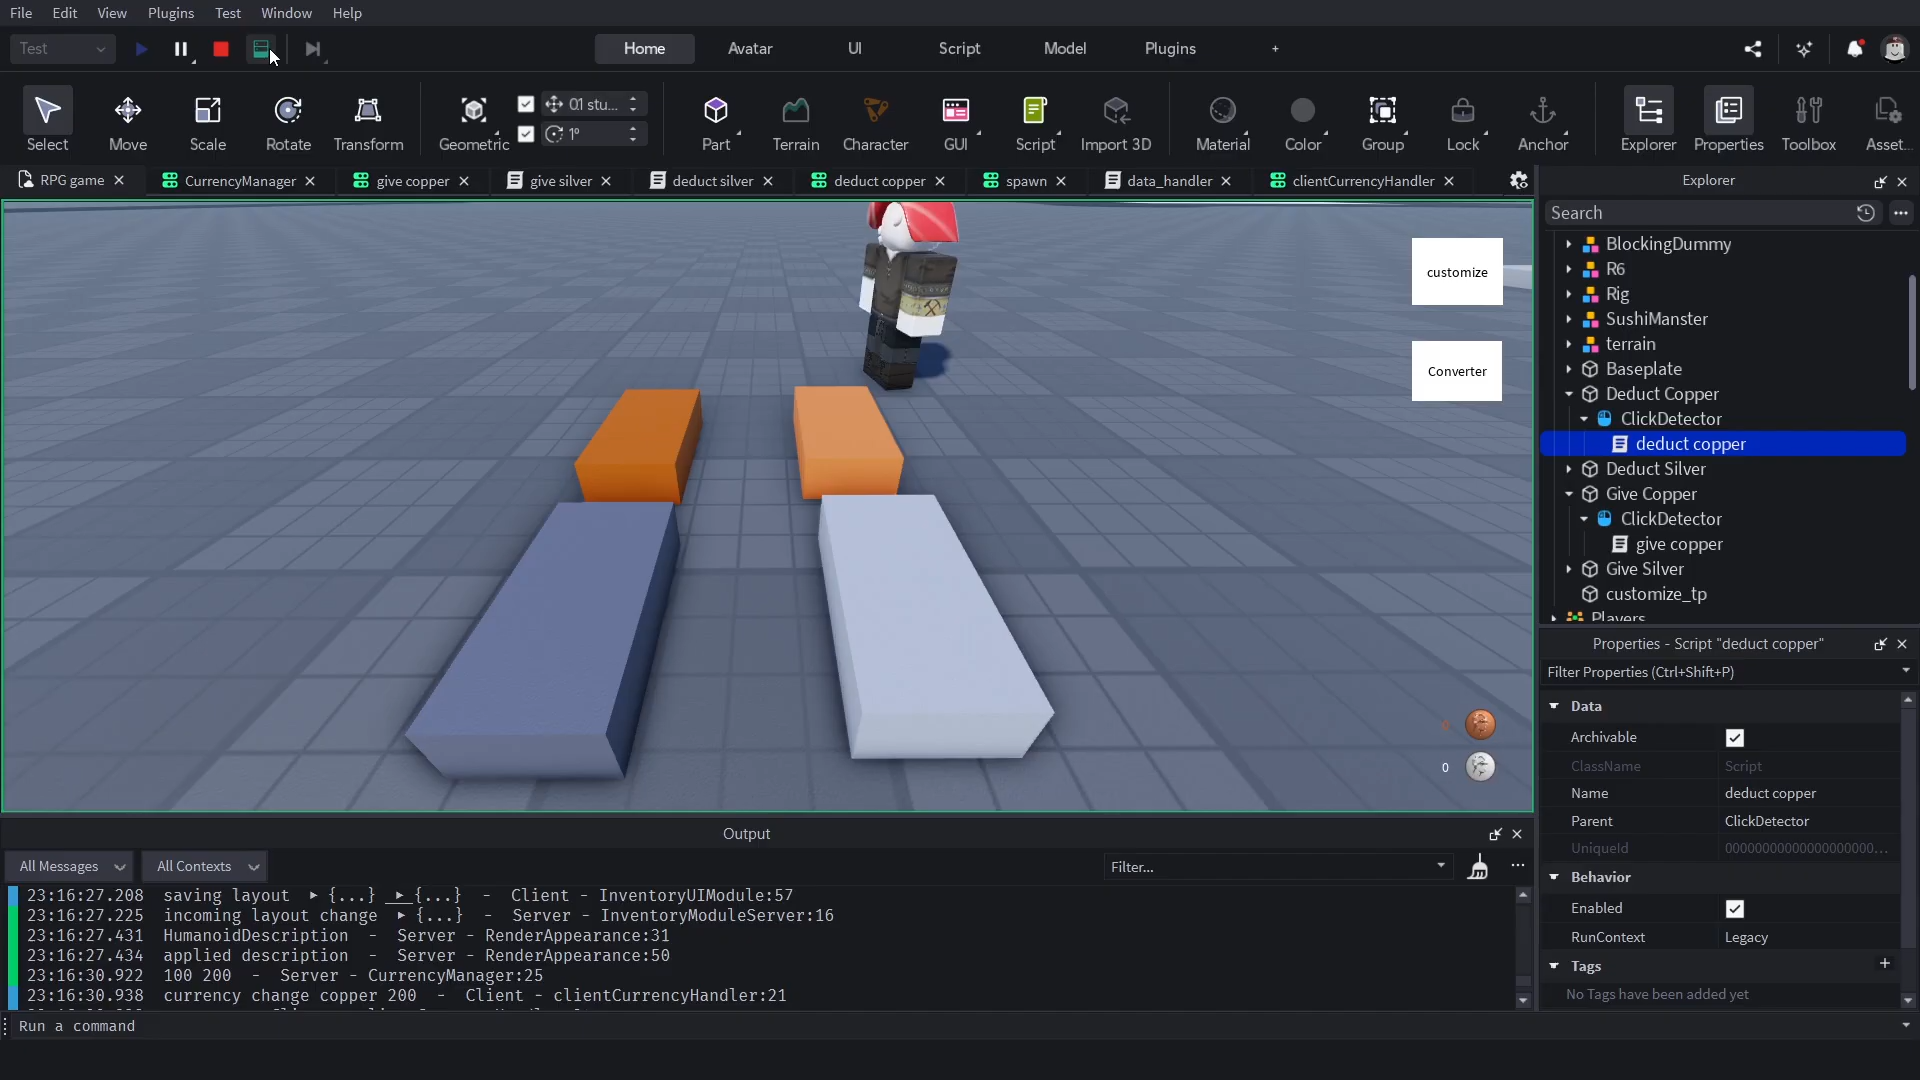 File Edit View Plugins Test Window Help
Test Home Avatar UI Script Model Plugins +
0.1 stu...
1°
Select Move Scale Rotate Transform Geometric Part Terrain Character GUI Script Import 3D Material Color Group Lock Anchor Explorer Properties Toolbox Asset...
RPG game CurrencyManager give copper give silver deduct silver deduct copper spawn data_handler clientCurrencyHandler
customize
Converter
0
0
Explorer
Search
BlockingDummy
R6
Rig
SushiManster
terrain
Baseplate
Deduct Copper
ClickDetector
deduct copper
Deduct Silver
Give Copper
ClickDetector
give copper
Give Silver
customize_tp
Players
Properties - Script "deduct copper"
Filter Properties (Ctrl+Shift+P)
Data
Archivable
ClassName Script
Name deduct copper
Parent ClickDetector
UniqueId 00000000000000000000...
Behavior
Enabled
RunContext Legacy
Tags +
No Tags have been added yet
Output
All Messages All Contexts Filter...
23:16:27.208 saving layout ▶ {...} ▶ {...} - Client - InventoryUIModule:57
23:16:27.225 incoming layout change ▶ {...} - Server - InventoryModuleServer:16
23:16:27.431 HumanoidDescription - Server - RenderAppearance:31
23:16:27.434 applied description - Server - RenderAppearance:50
23:16:30.922 100 200 - Server - CurrencyManager:25
23:16:30.938 currency change copper 200 - Client - clientCurrencyHandler:21
Run a command